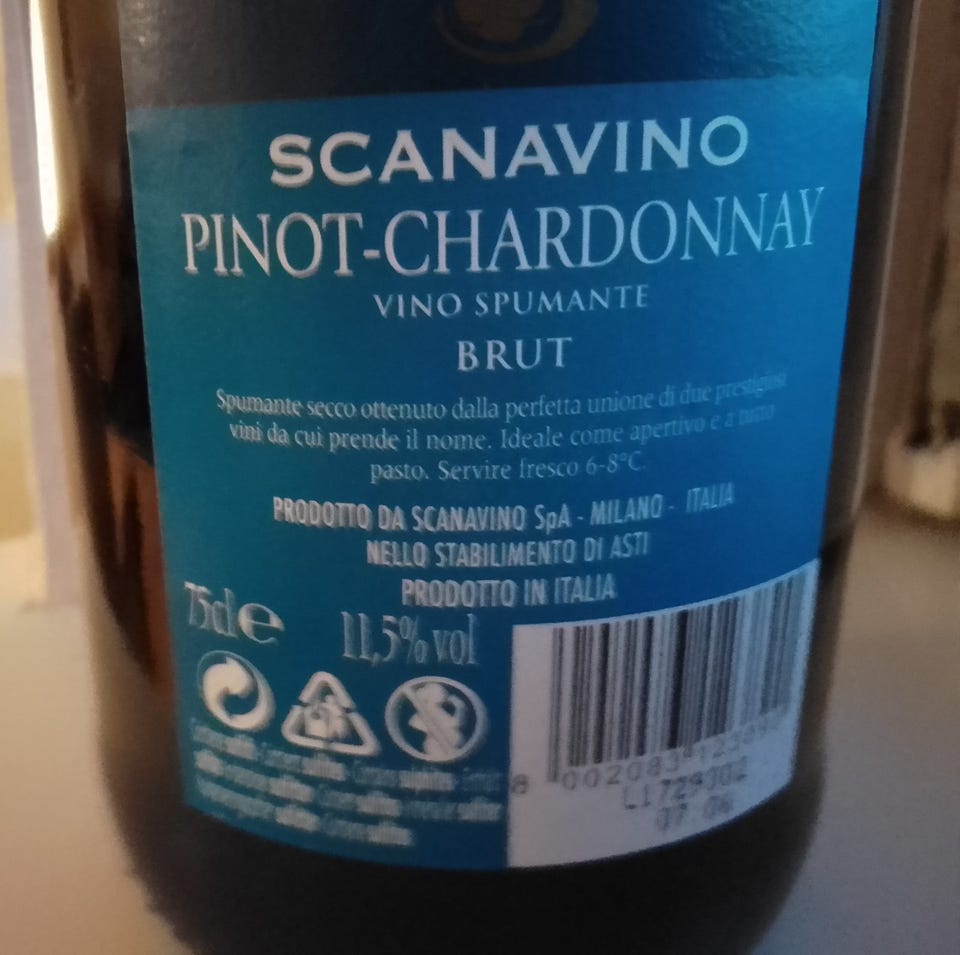 SCANAVINO
PINOT-CHARDONNAY
VINO SPUMANTE
BRUT
Spumante secco ottenuto dalla perfetta unione di due prestigiosi
vini da cui prende il nome. Ideale come apertivo e a tutto
pasto. Servire fresco 6-8°C.
PRODOTTO DA SCANAVINO SpA - MILANO - ITALIA
NELLO STABILIMENTO DI ASTI
PRODOTTO IN ITALIA
75cl e
11,5% vol
L1729302